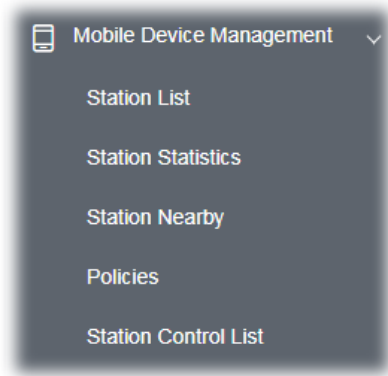 Mobile Device Management
Station List
Station Statistics
Station Nearby
Policies
Station Control List